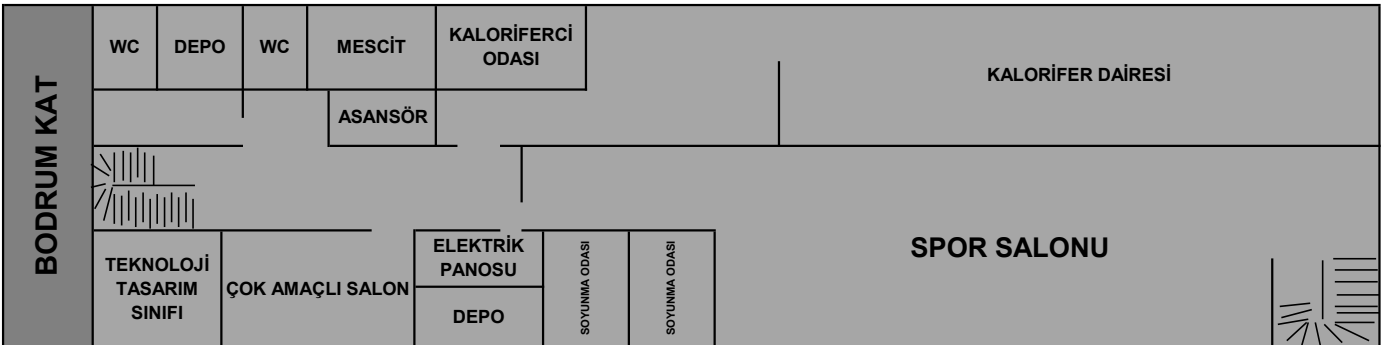 BODRUM KAT
WC
DEPO
WC
MESCİT
KALORİFERCİ
ODASI
KALORİFER DAİRESİ
ASANSÖR
TEKNOLOJİ
TASARIM
SINIFI
ÇOK AMAÇLI SALON
ELEKTRİK
PANOSU
DEPO
SOYUNMA ODASI
SOYUNMA ODASI
SPOR SALONU